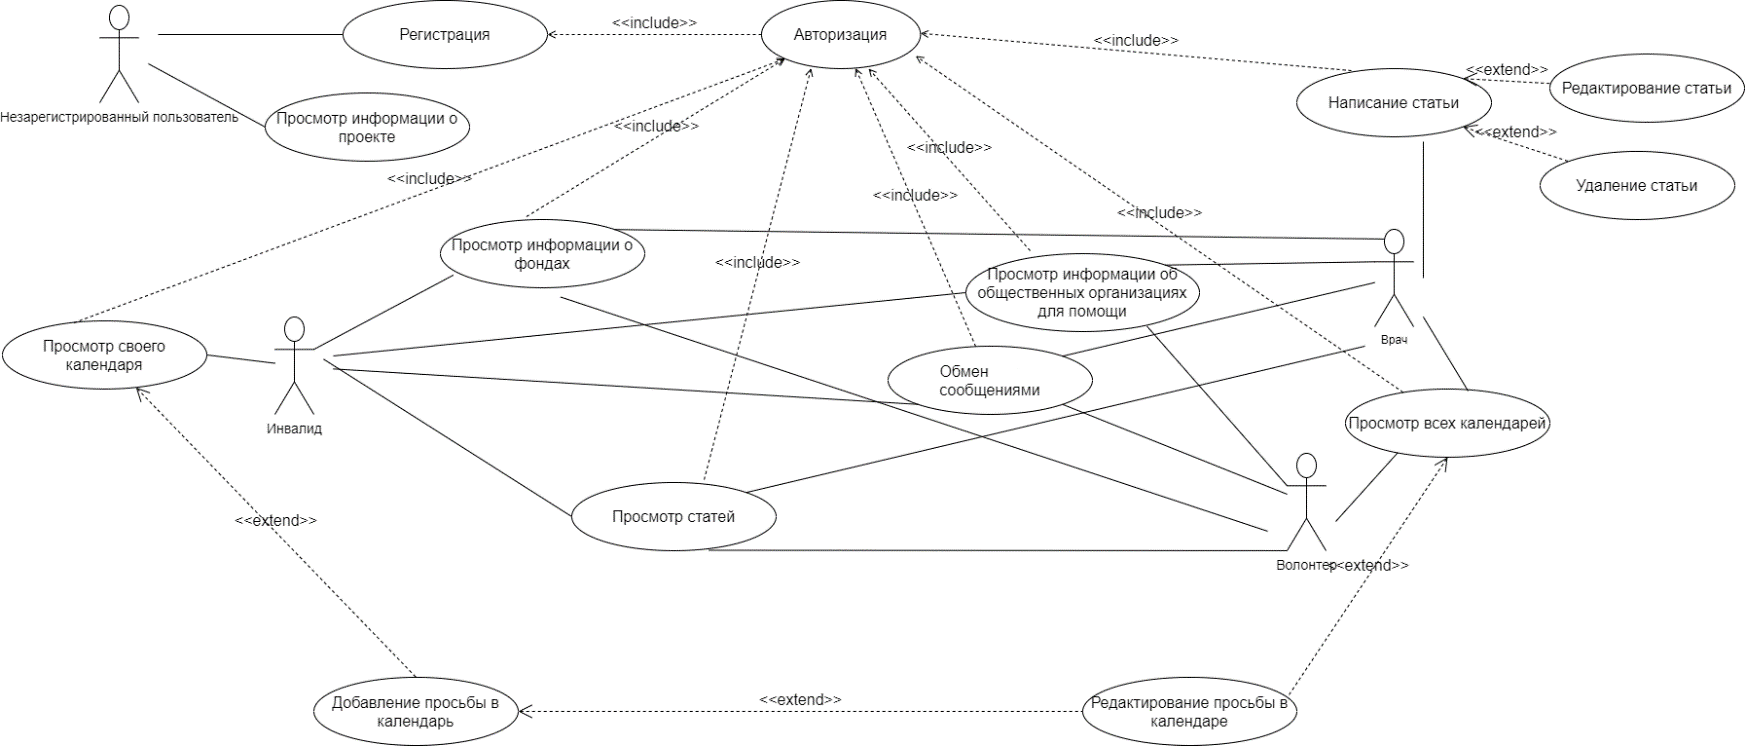 <<include>>
Регистрация
Авторизация
<<include>>
<<extend>>
Редактирование статьи
Написание статьи
Незарегистрированный пользователь
Просмотр информации о
проекте
<<include>>
<<extend>>
<<include>>
<<include>>
Удаление статьи
<<include>>
<<include>>
Просмотр информации о
фондах
<<include>>
Просмотр информации об
общественных организациях
для помощи
Врач
Просмотр своего
календаря
Обмен
сообщениями
Инвалид
Просмотр всех календарей
<<extend>>
Просмотр статей
Волонтер
<<extend>>
Добавление просьбы в
календарь
<<extend>>
Редактирование просьбы в
календаре